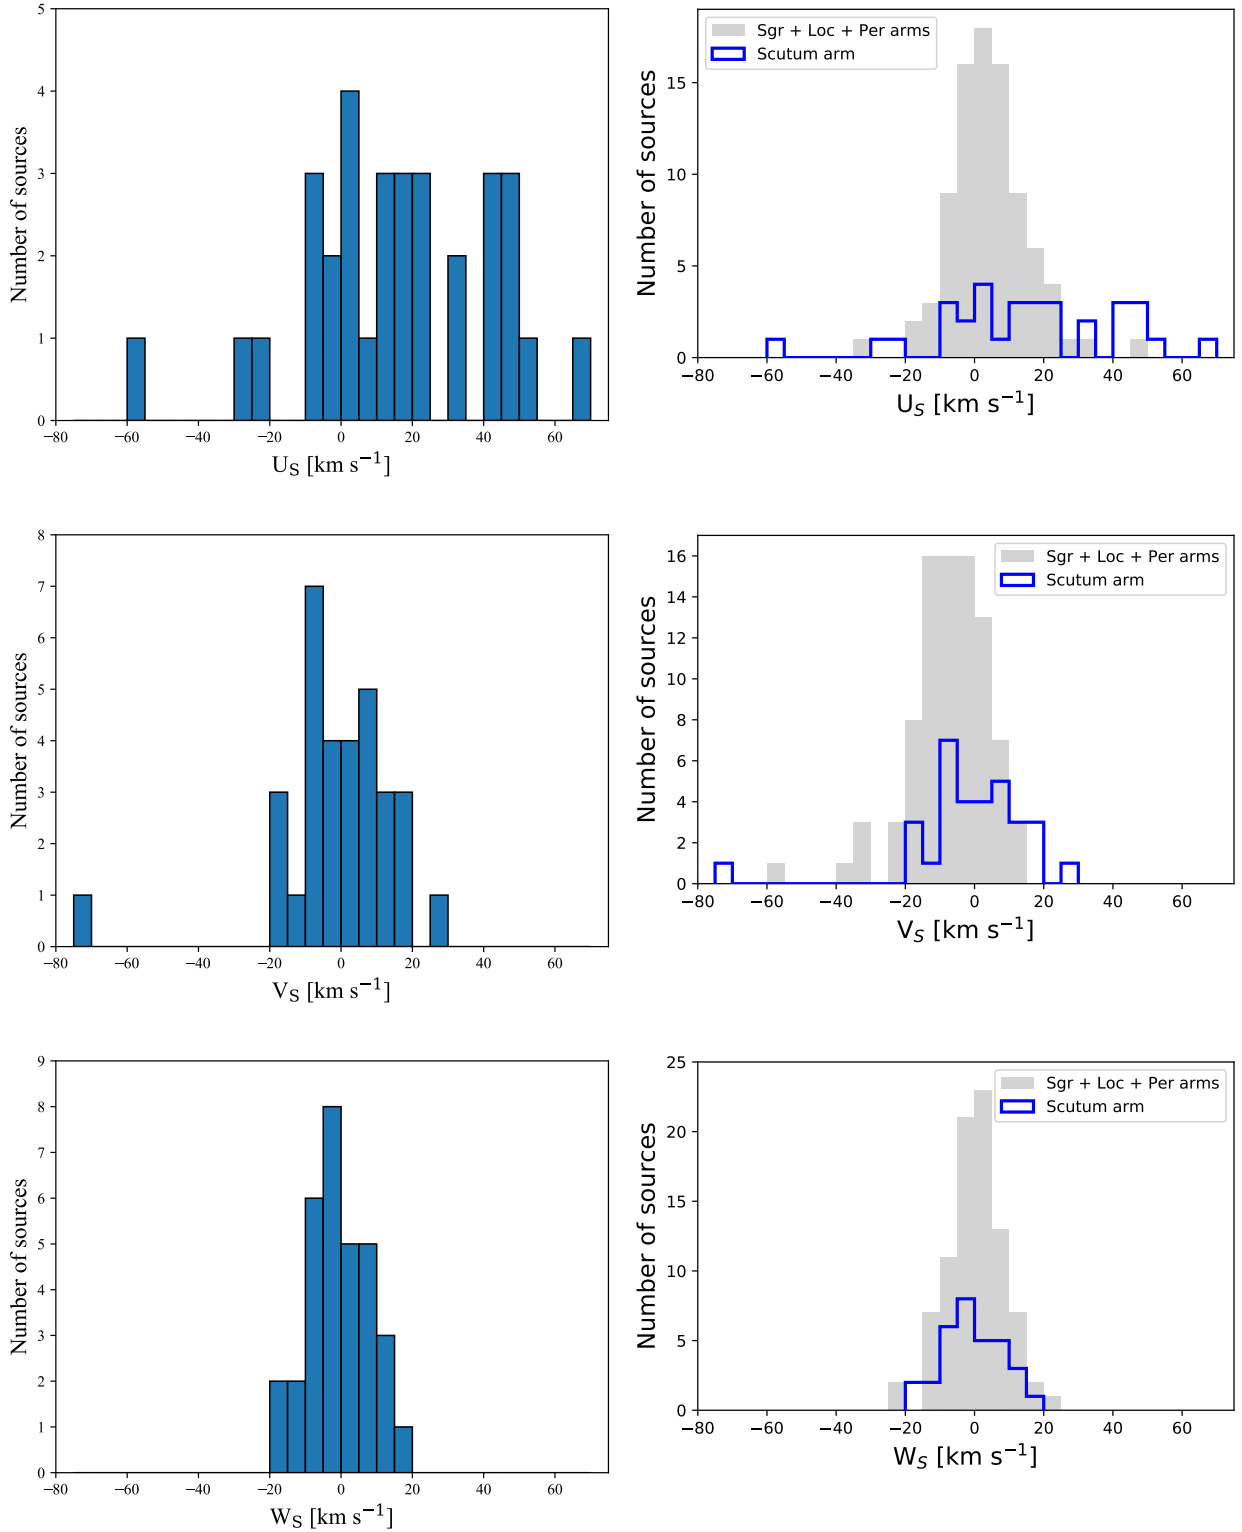 5
4
3
2
1
0
Number of sources
−80 −60 −40 −20 0 20 40 60
U_S [km s⁻¹]
Sgr + Loc + Per arms
Scutum arm
15
10
5
0
Number of sources
−80 −60 −40 −20 0 20 40 60
U_S [km s⁻¹]
8
7
6
5
4
3
2
1
0
Number of sources
−80 −60 −40 −20 0 20 40 60
V_S [km s⁻¹]
Sgr + Loc + Per arms
Scutum arm
16
14
12
10
8
6
4
2
0
Number of sources
−80 −60 −40 −20 0 20 40 60
V_S [km s⁻¹]
9
8
7
6
5
4
3
2
1
0
Number of sources
−80 −60 −40 −20 0 20 40 60
W_S [km s⁻¹]
Sgr + Loc + Per arms
Scutum arm
25
20
15
10
5
0
Number of sources
−80 −60 −40 −20 0 20 40 60
W_S [km s⁻¹]